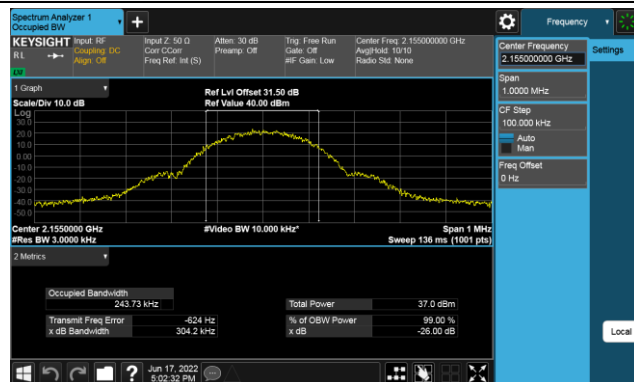 Spectrum Analyzer 1
Occupied BW
Frequency
KEYSIGHT
Input: RF
Coupling: DC
Align: Off
Input Z: 50 Ω
Corr CCorr
Freq Ref: Int (S)
Atten: 30 dB
Preamp: Off
Trig: Free Run
Gate: Off
#IF Gain: Low
Center Freq: 2.155000000 GHz
Avg|Hold: 10/10
Radio Std: None
RL
LXI
Center Frequency
2.155000000 GHz
Settings
Span
1.0000 MHz
CF Step
100.000 kHz
Auto
Man
Freq Offset
0 Hz
1 Graph
Scale/Div 10.0 dB
Ref Lvl Offset 31.50 dB
Ref Value 40.00 dBm
Log
30.0
20.0
10.0
0.00
-10.0
-20.0
-30.0
-40.0
-50.0
Center 2.1550 GHz
#Res BW 3.0000 kHz
#Video BW 10.000 kHz*
Span 1 MHz
Sweep 136 ms (1001 pts)
2 Metrics
Occupied Bandwidth
243.73 kHz
Total Power 37.0 dBm
Transmit Freq Error -624 Hz
% of OBW Power 99.00 %
x dB Bandwidth 304.2 kHz
x dB -26.00 dB
Local
?
Jun 17, 2022
5:02:32 PM